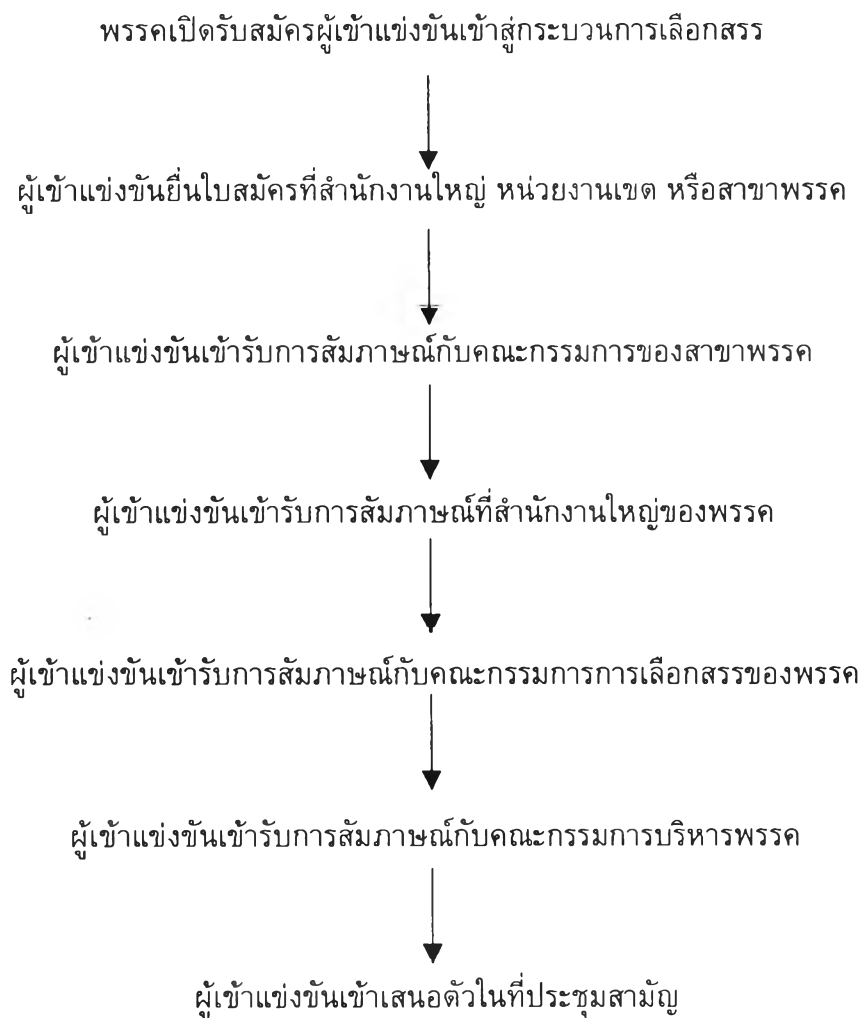 พรรคเปิดรับสมัครผู้เข้าแข่งขันเข้าสู่กระบวนการเลือกสรร
ผู้เข้าแข่งขันยื่นใบสมัครที่สำนักงานใหญ่ หน่วยงานเขต หรือสาขาพรรค
ผู้เข้าแข่งขันเข้ารับการสัมภาษณ์กับคณะกรรมการของสาขาพรรค
ผู้เข้าแข่งขันเข้ารับการสัมภาษณ์ที่สำนักงานใหญ่ของพรรค
ผู้เข้าแข่งขันเข้ารับการสัมภาษณ์กับคณะกรรมการการเลือกสรรของพรรค
ผู้เข้าแข่งขันเข้ารับการสัมภาษณ์กับคณะกรรมการบริหารพรรค
ผู้เข้าแข่งขันเข้าเสนอตัวในที่ประชุมสามัญ